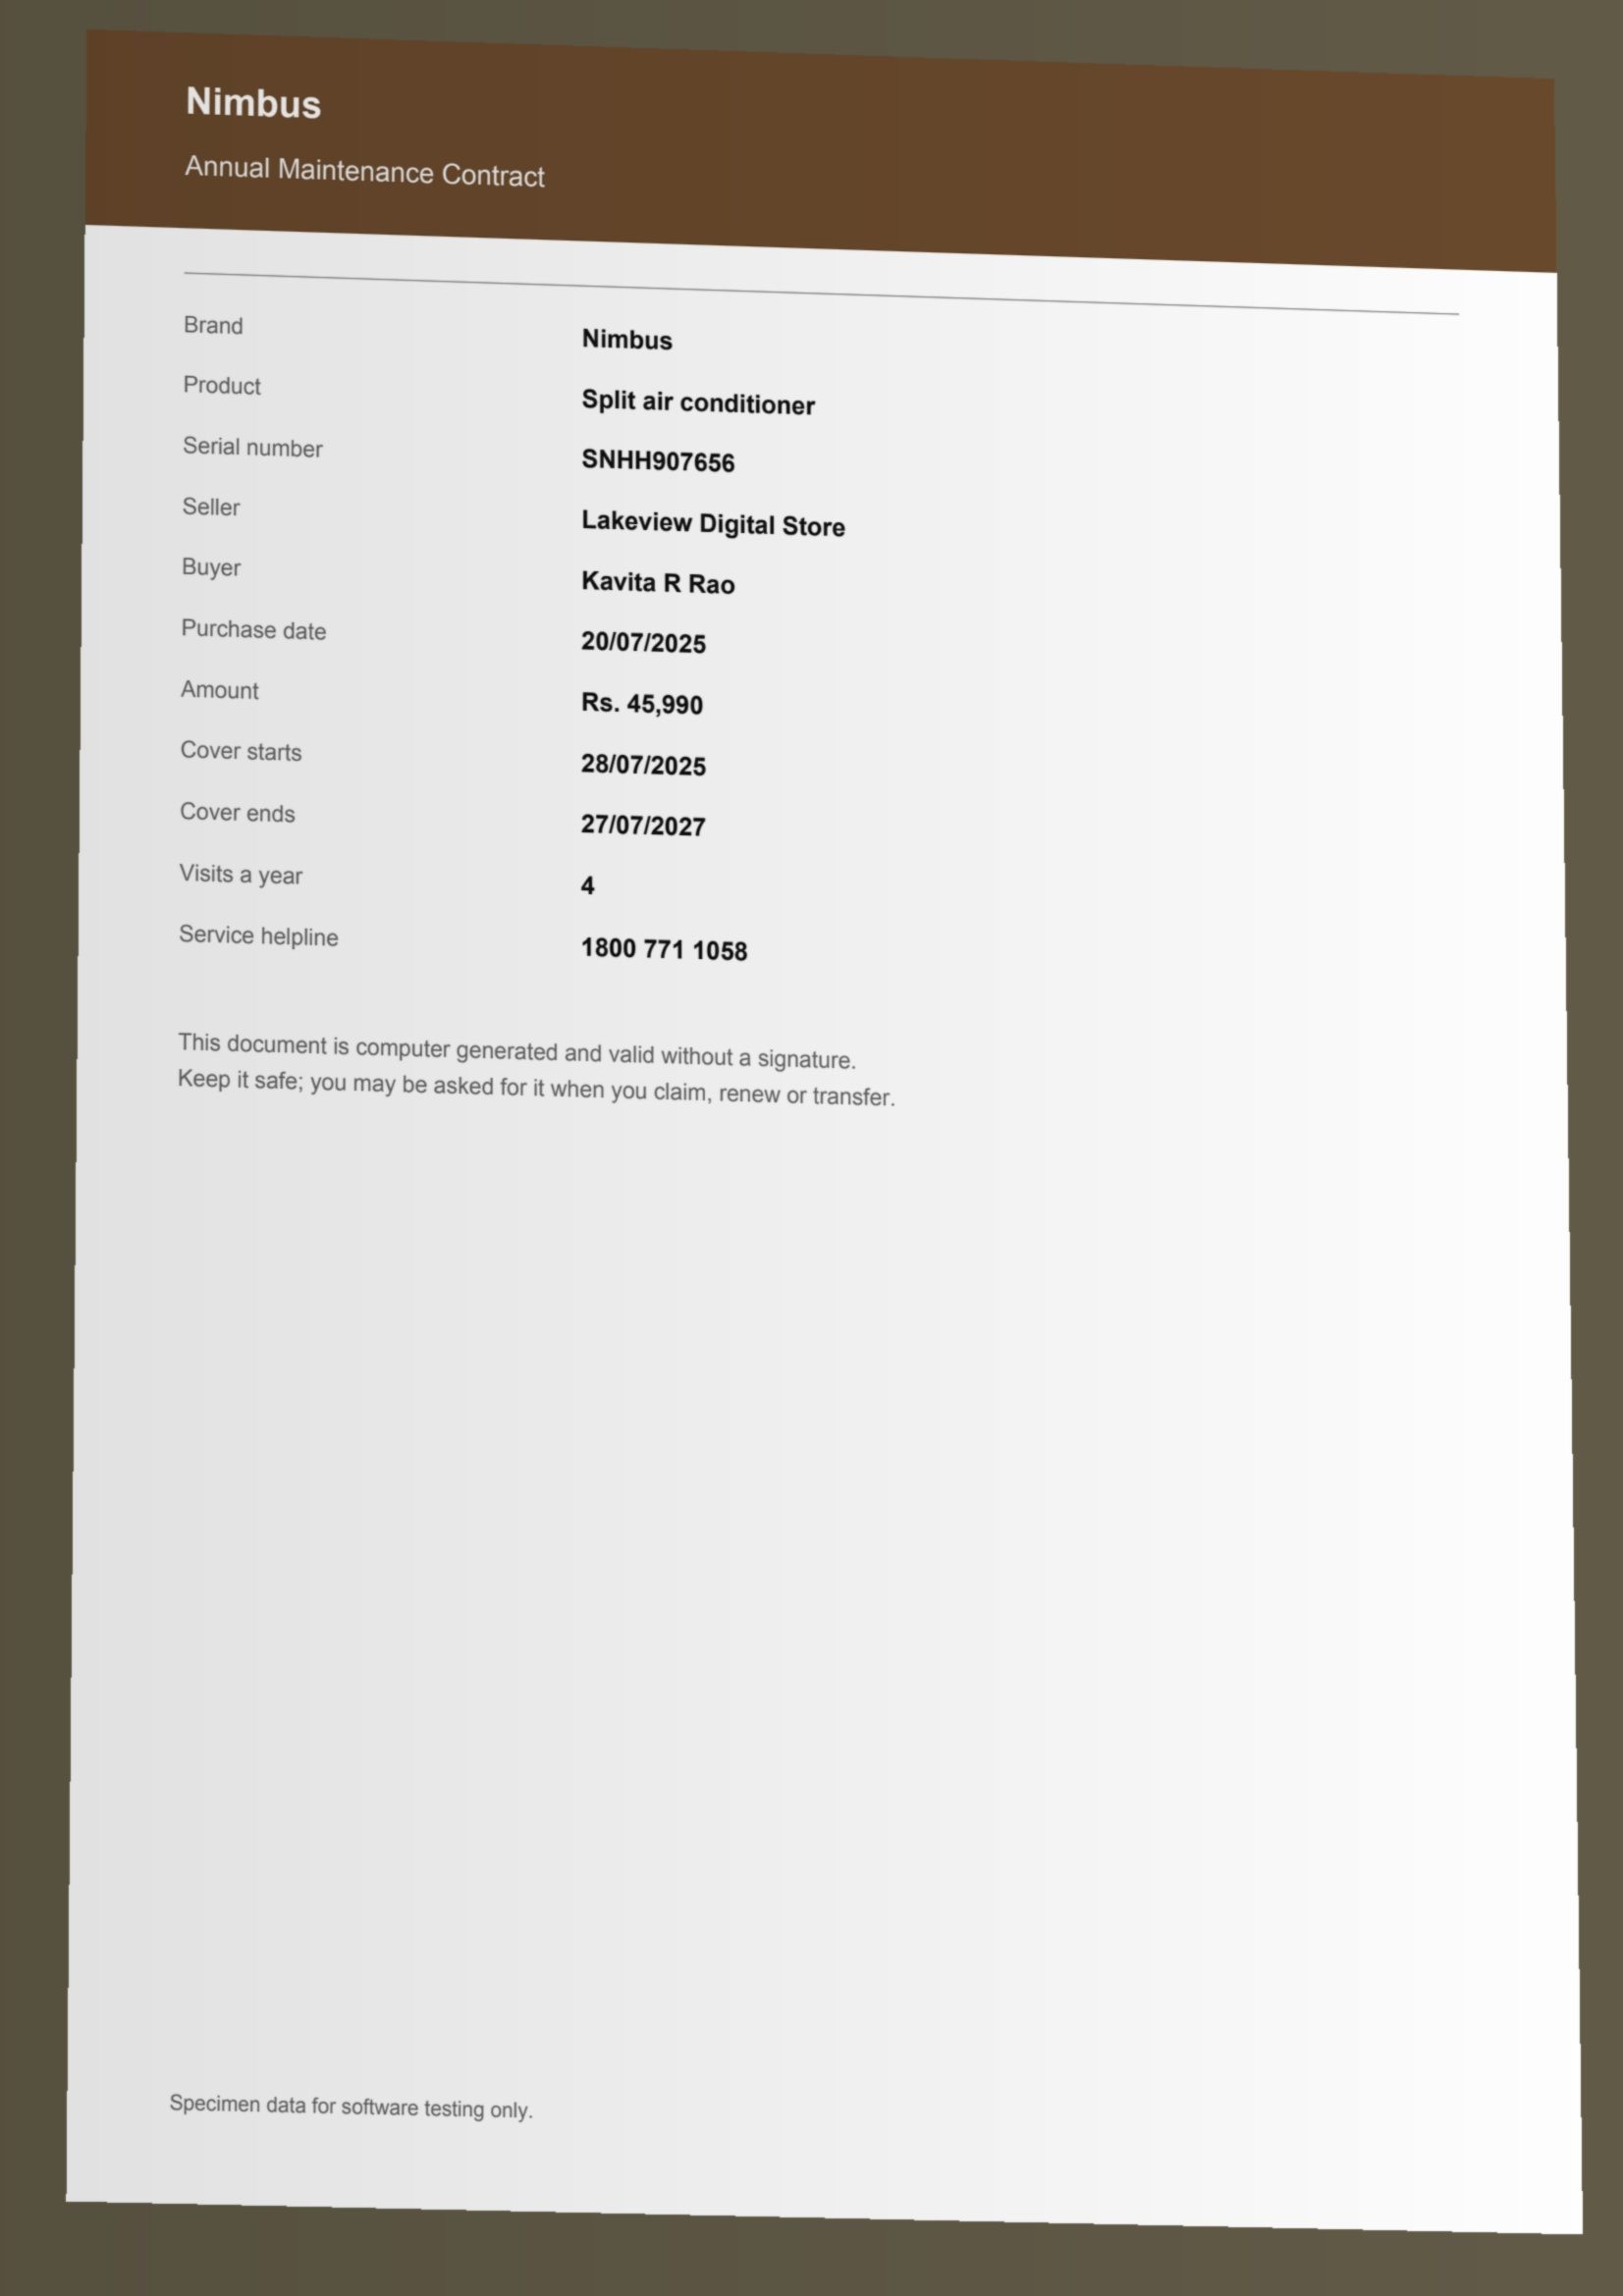 Nimbus
Annual Maintenance Contract
Brand Nimbus
Product Split air conditioner
Serial number SNHH907656
Seller Lakeview Digital Store
Buyer Kavita R Rao
Purchase date 20/07/2025
Amount Rs. 45,990
Cover starts 28/07/2025
Cover ends 27/07/2027
Visits a year 4
Service helpline 1800 771 1058
This document is computer generated and valid without a signature.
Keep it safe; you may be asked for it when you claim, renew or transfer.
Specimen data for software testing only.